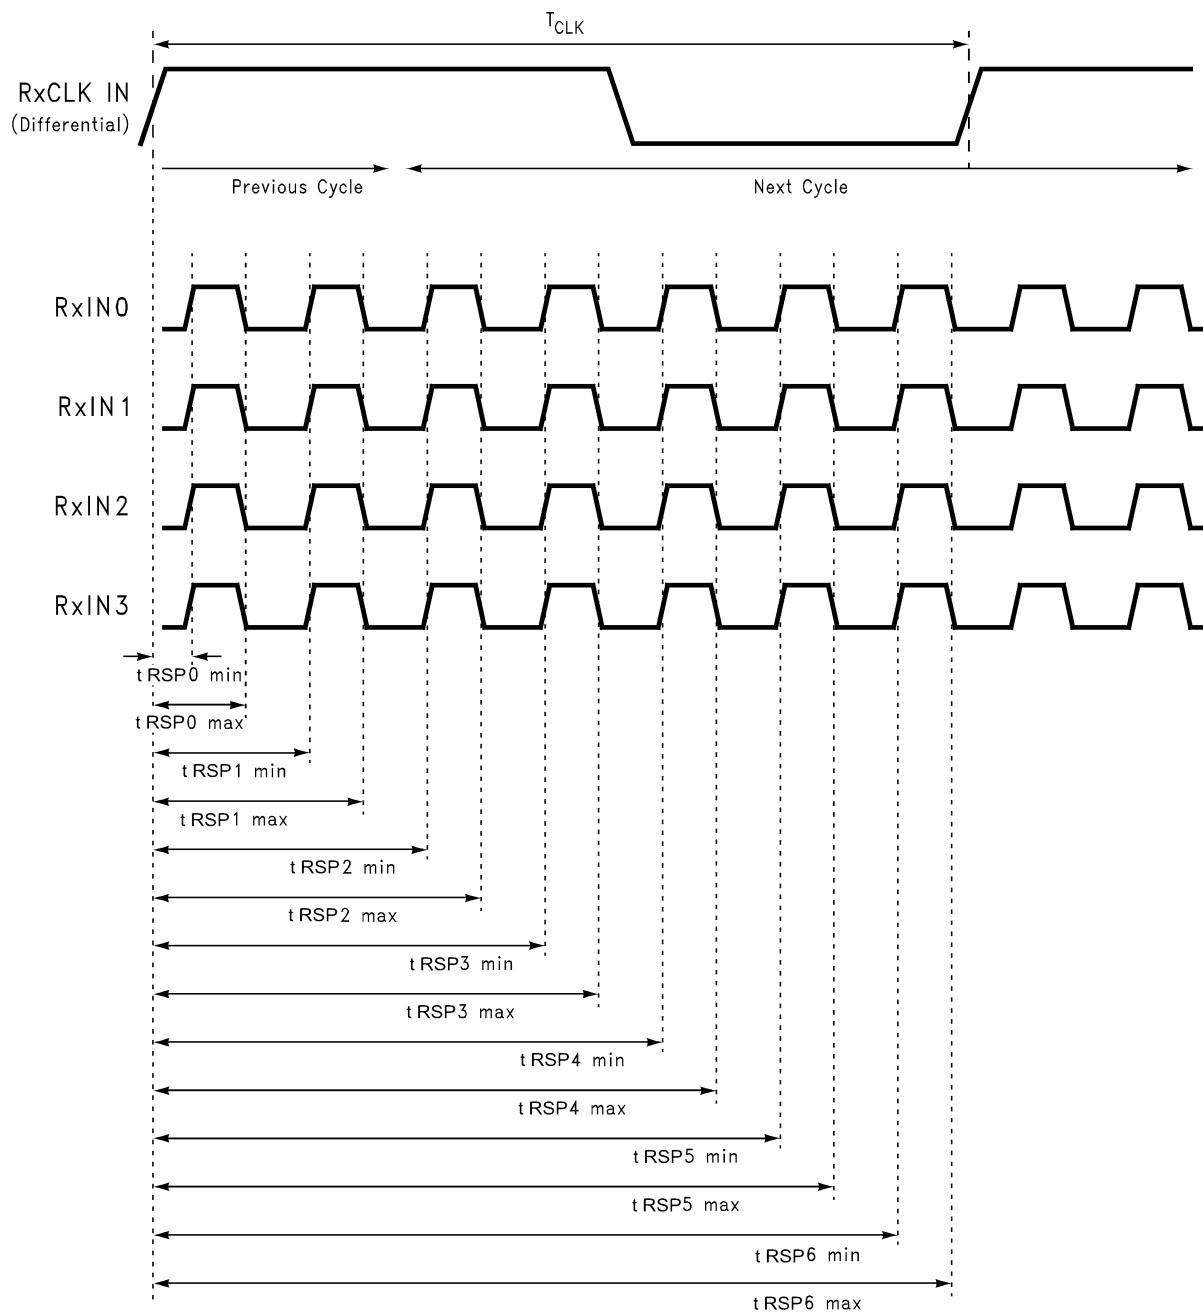 TCLK
RxCLK IN
(Differential)
Previous Cycle
Next Cycle
RxIN0
RxIN1
RxIN2
RxIN3
tRSP0 min
tRSP0 max
tRSP1 min
tRSP1 max
tRSP2 min
tRSP2 max
tRSP3 min
tRSP3 max
tRSP4 min
tRSP4 max
tRSP5 min
tRSP5 max
tRSP6 min
tRSP6 max